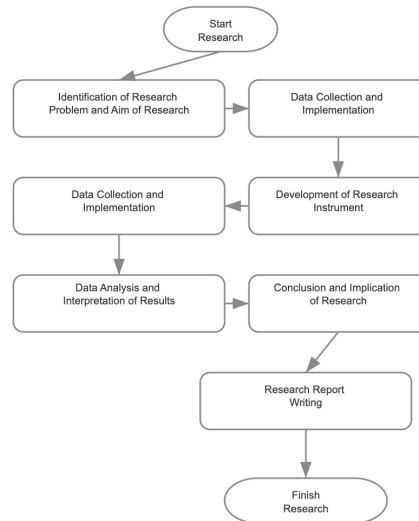 Start
Research
Identification of Research
Problem and Aim of Research
Data Collection and
Implementation
Development of Research
Instrument
Data Collection and
Implementation
Data Analysis and
Interpretation of Results
Conclusion and Implication
of Research
Research Report
Writing
Finish
Research